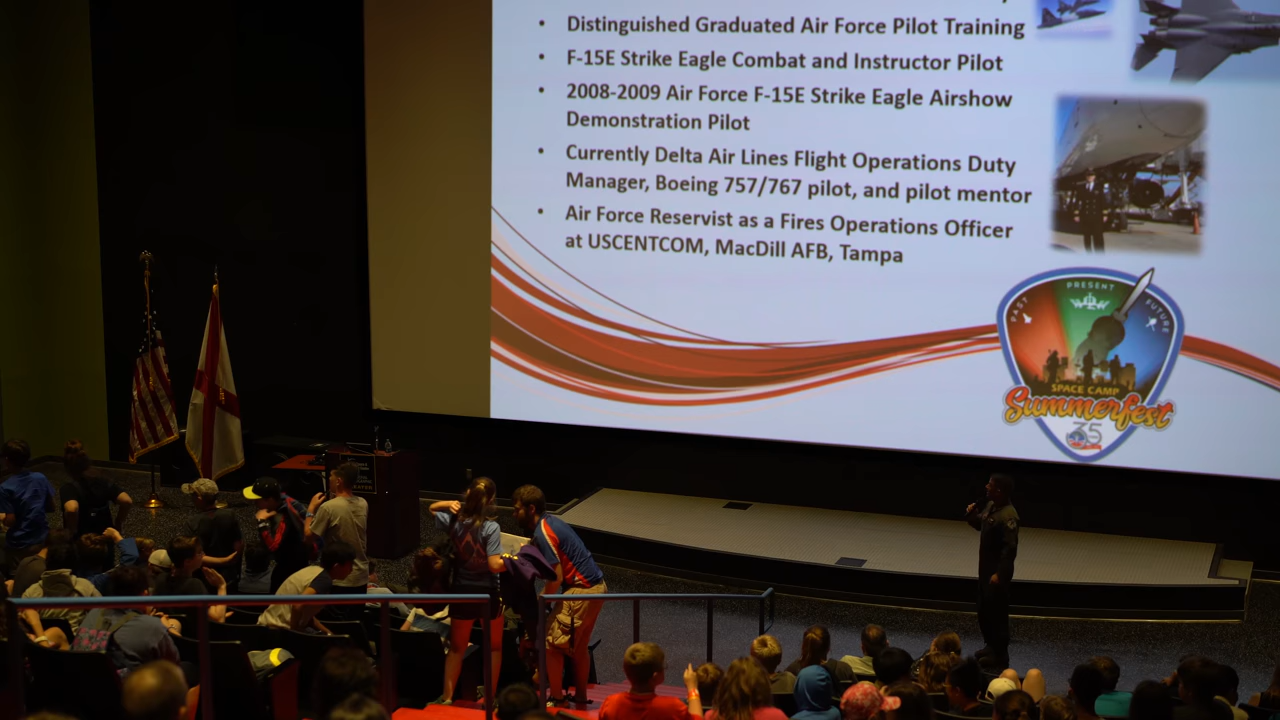 • Distinguished Graduated Air Force Pilot Training
• F-15E Strike Eagle Combat and Instructor Pilot
• 2008-2009 Air Force F-15E Strike Eagle Airshow
Demonstration Pilot
• Currently Delta Air Lines Flight Operations Duty
Manager, Boeing 757/767 pilot, and pilot mentor
• Air Force Reservist as a Fires Operations Officer
at USCENTCOM, MacDill AFB, Tampa
PAST PRESENT FUTURE
SPACE CAMP
Summerfest
35